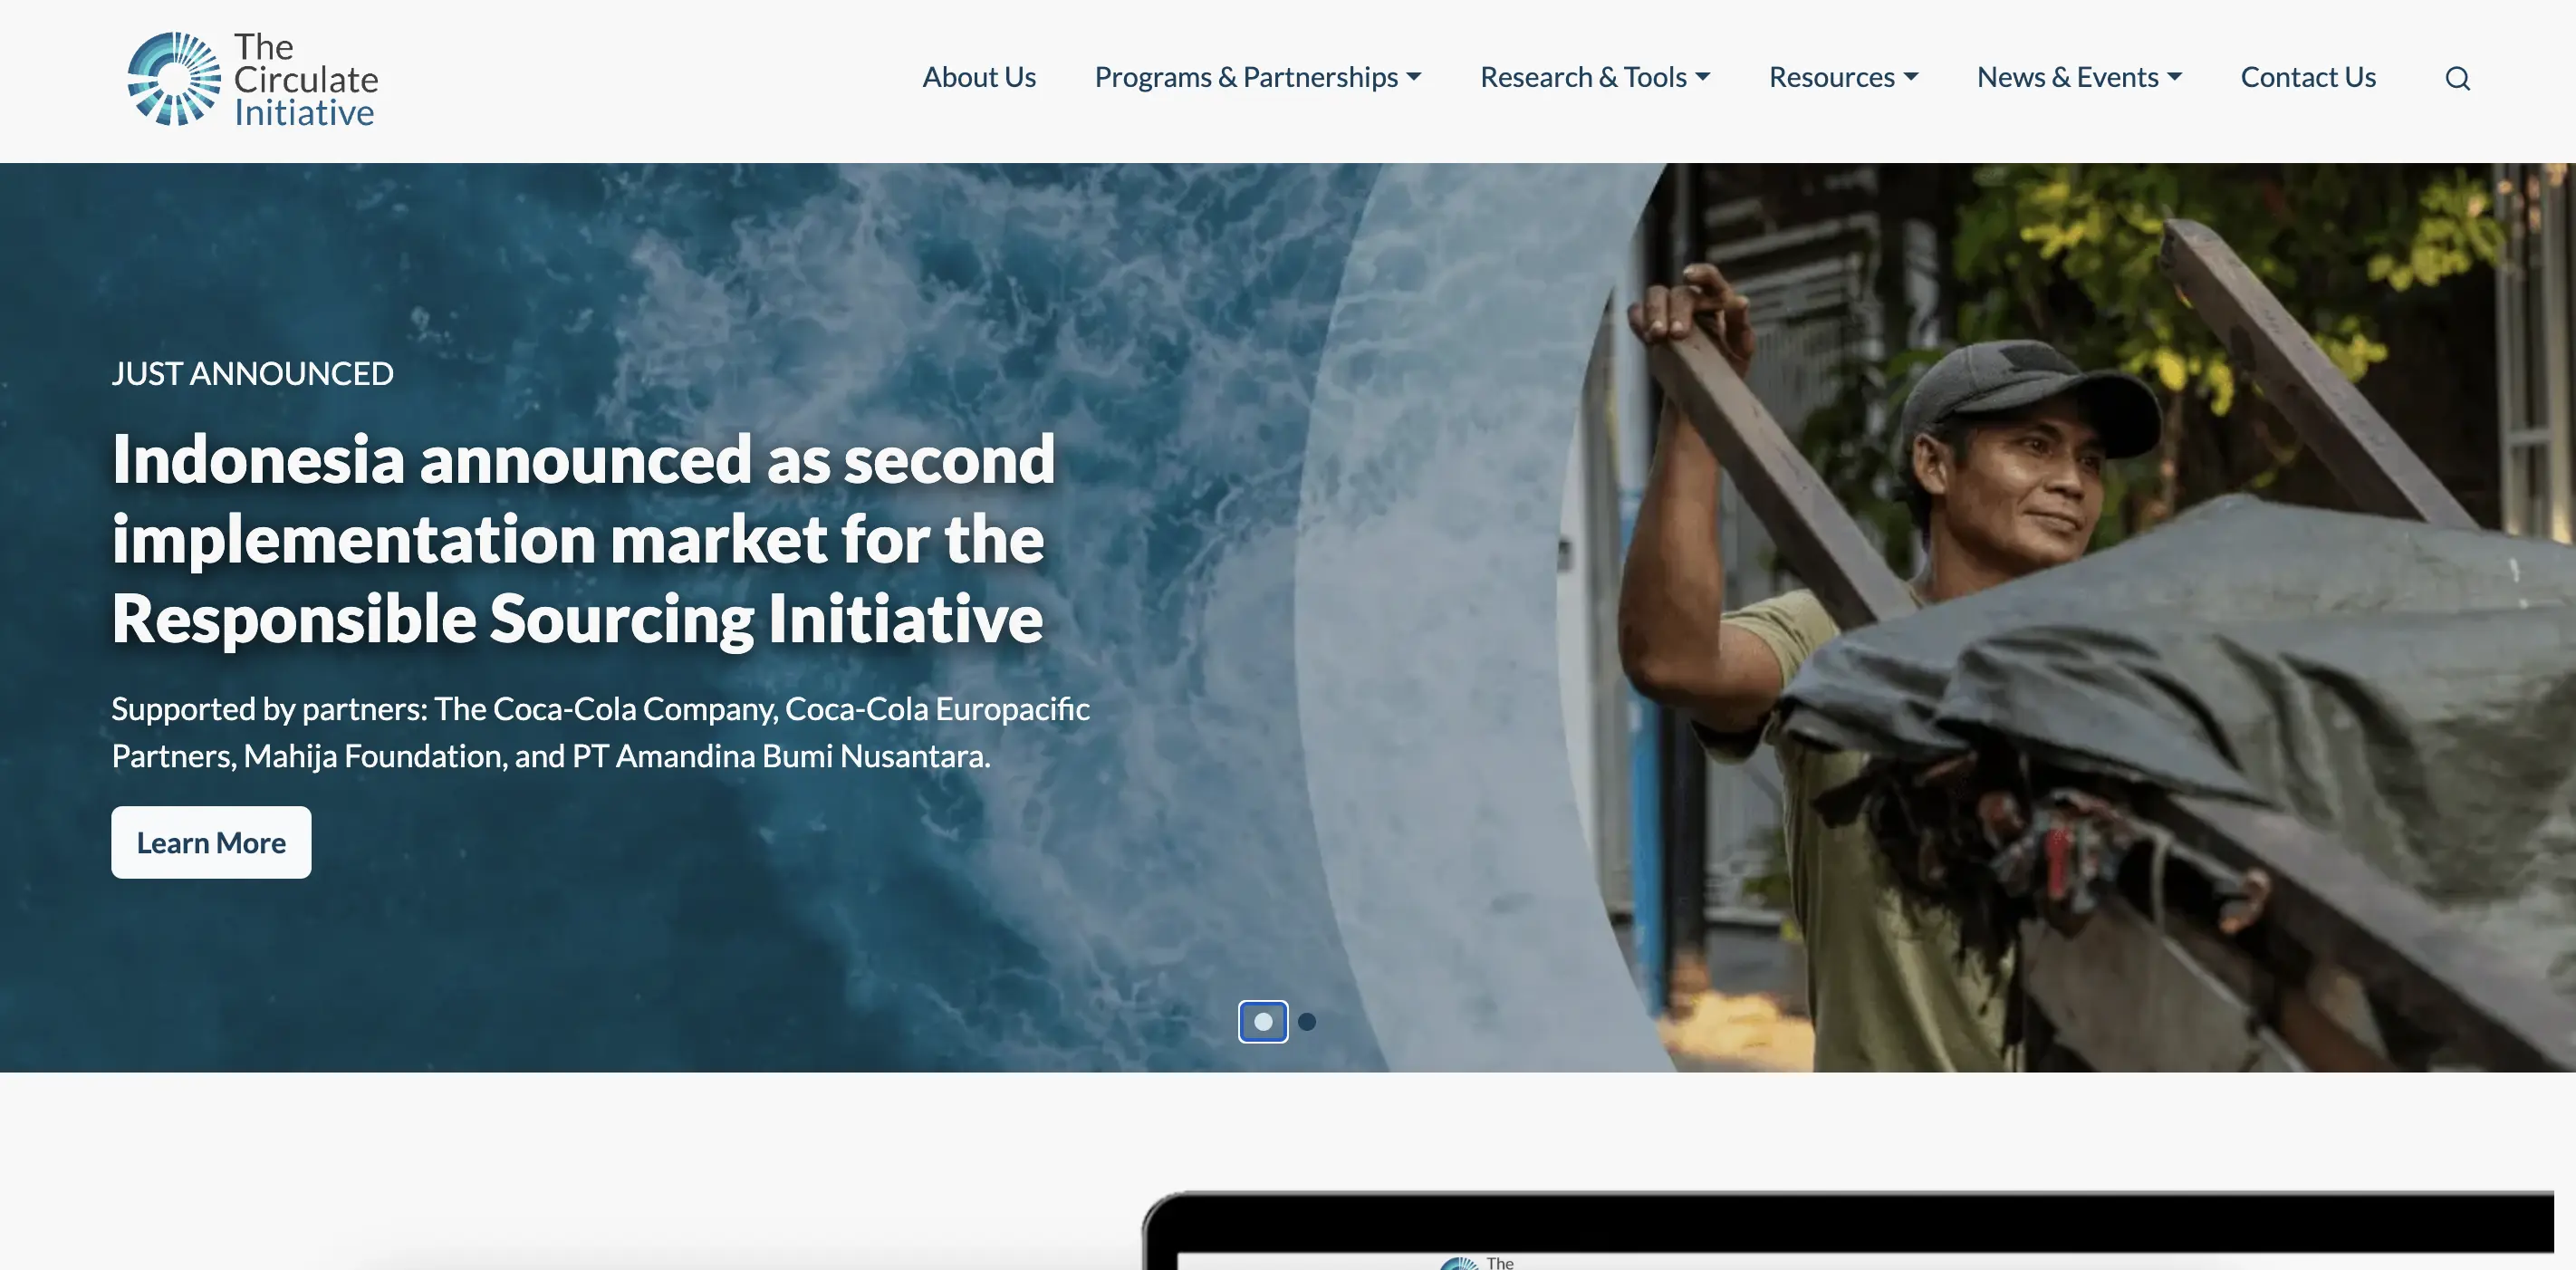 The
Circulate
Initiative
About Us
Programs & Partnerships
Research & Tools
Resources
News & Events
Contact Us
JUST ANNOUNCED
Indonesia announced as second
implementation market for the
Responsible Sourcing Initiative
Supported by partners: The Coca-Cola Company, Coca-Cola Europacific
Partners, Mahija Foundation, and PT Amandina Bumi Nusantara.
Learn More
The